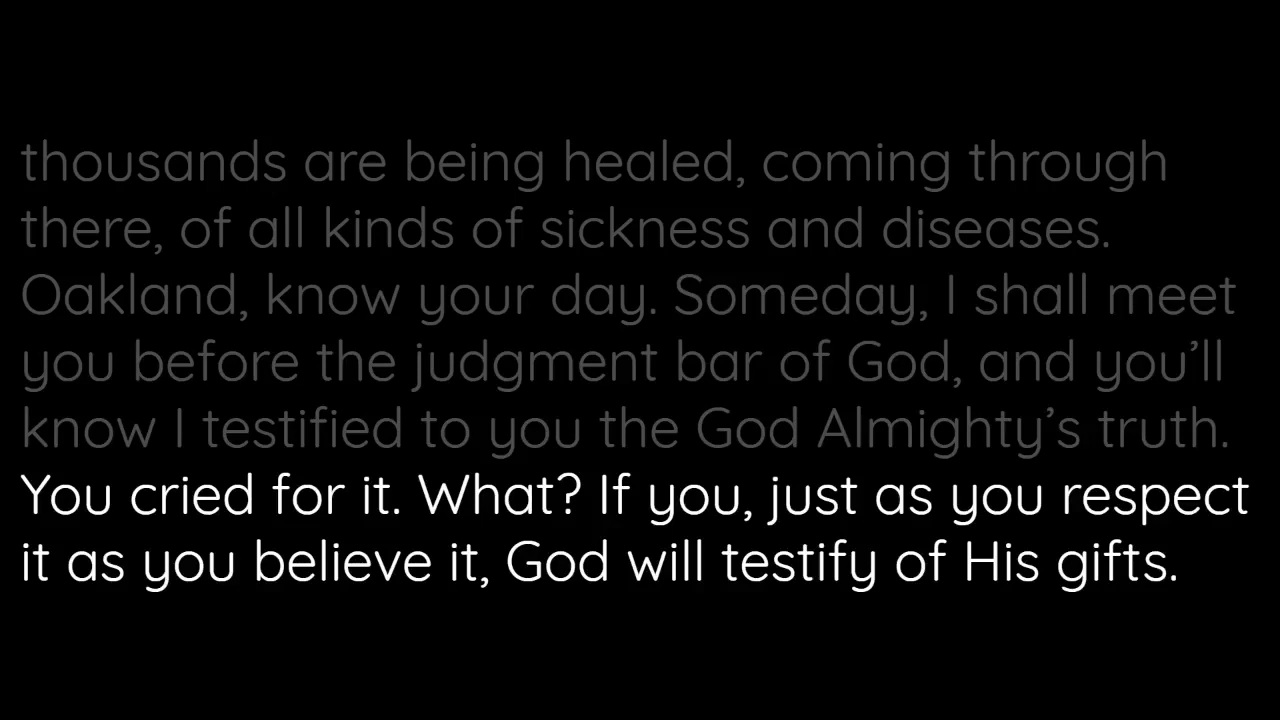 thousands are being healed, coming through
there, of all kinds of sickness and diseases.
Oakland, know your day. Someday, I shall meet
you before the judgment bar of God, and you’ll
know I testified to you the God Almighty’s truth.
You cried for it. What? If you, just as you respect
it as you believe it, God will testify of His gifts.